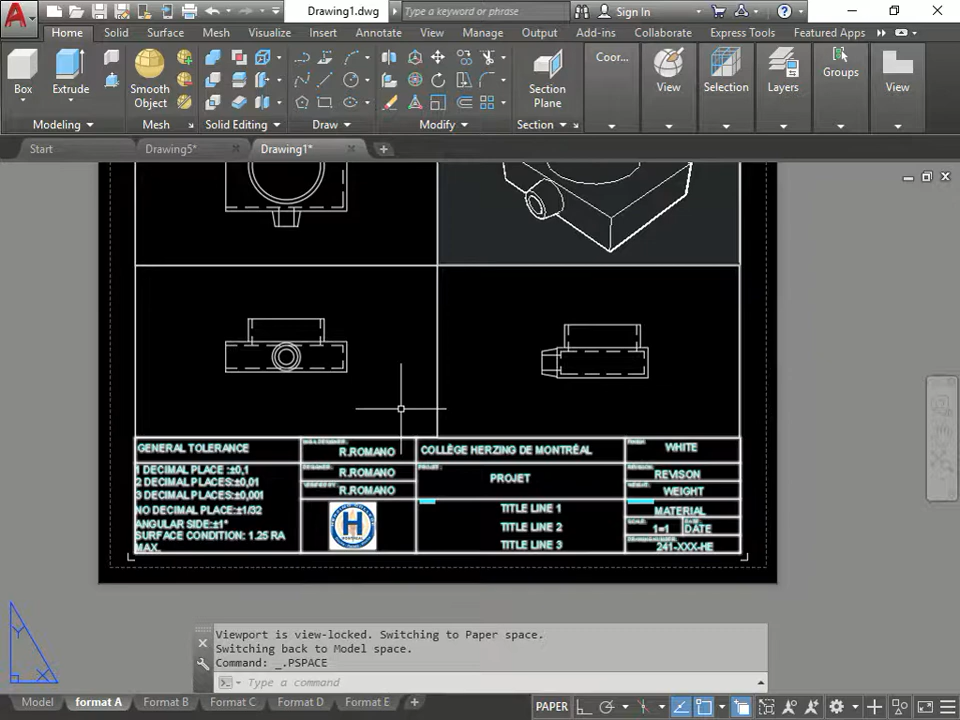 Drawing1.dwg
Type a keyword or phrase
Sign In
Home Solid Surface Mesh Visualize Insert Annotate View Manage Output Add-ins Collaborate Express Tools Featured Apps
Box
Extrude
Smooth
Object
Section
Plane
Coor...
View
Selection
Layers
Groups
View
Modeling Mesh Solid Editing Draw Modify Section
Start Drawing5* Drawing1*
GENERAL TOLERANCE
1 DECIMAL PLACE :±0,1
2 DECIMAL PLACES:±0,01
3 DECIMAL PLACES:±0,001
NO DECIMAL PLACE:±1/32
ANGULAR SIDE:±1°
SURFACE CONDITION: 1.25 RA
MAX.
R.ROMANO
R.ROMANO
R.ROMANO
H
COLLÈGE HERZING DE MONTRÉAL
PROJET
TITLE LINE 1
TITLE LINE 2
TITLE LINE 3
WHITE
REVISON
WEIGHT
MATERIAL
1=1
DATE
241-XXX-HE
Viewport is view-locked. Switching to Paper space.
Switching back to Model space.
Command: _.PSPACE
Type a command
Y
X
Model format A Format B Format C Format D Format E
PAPER